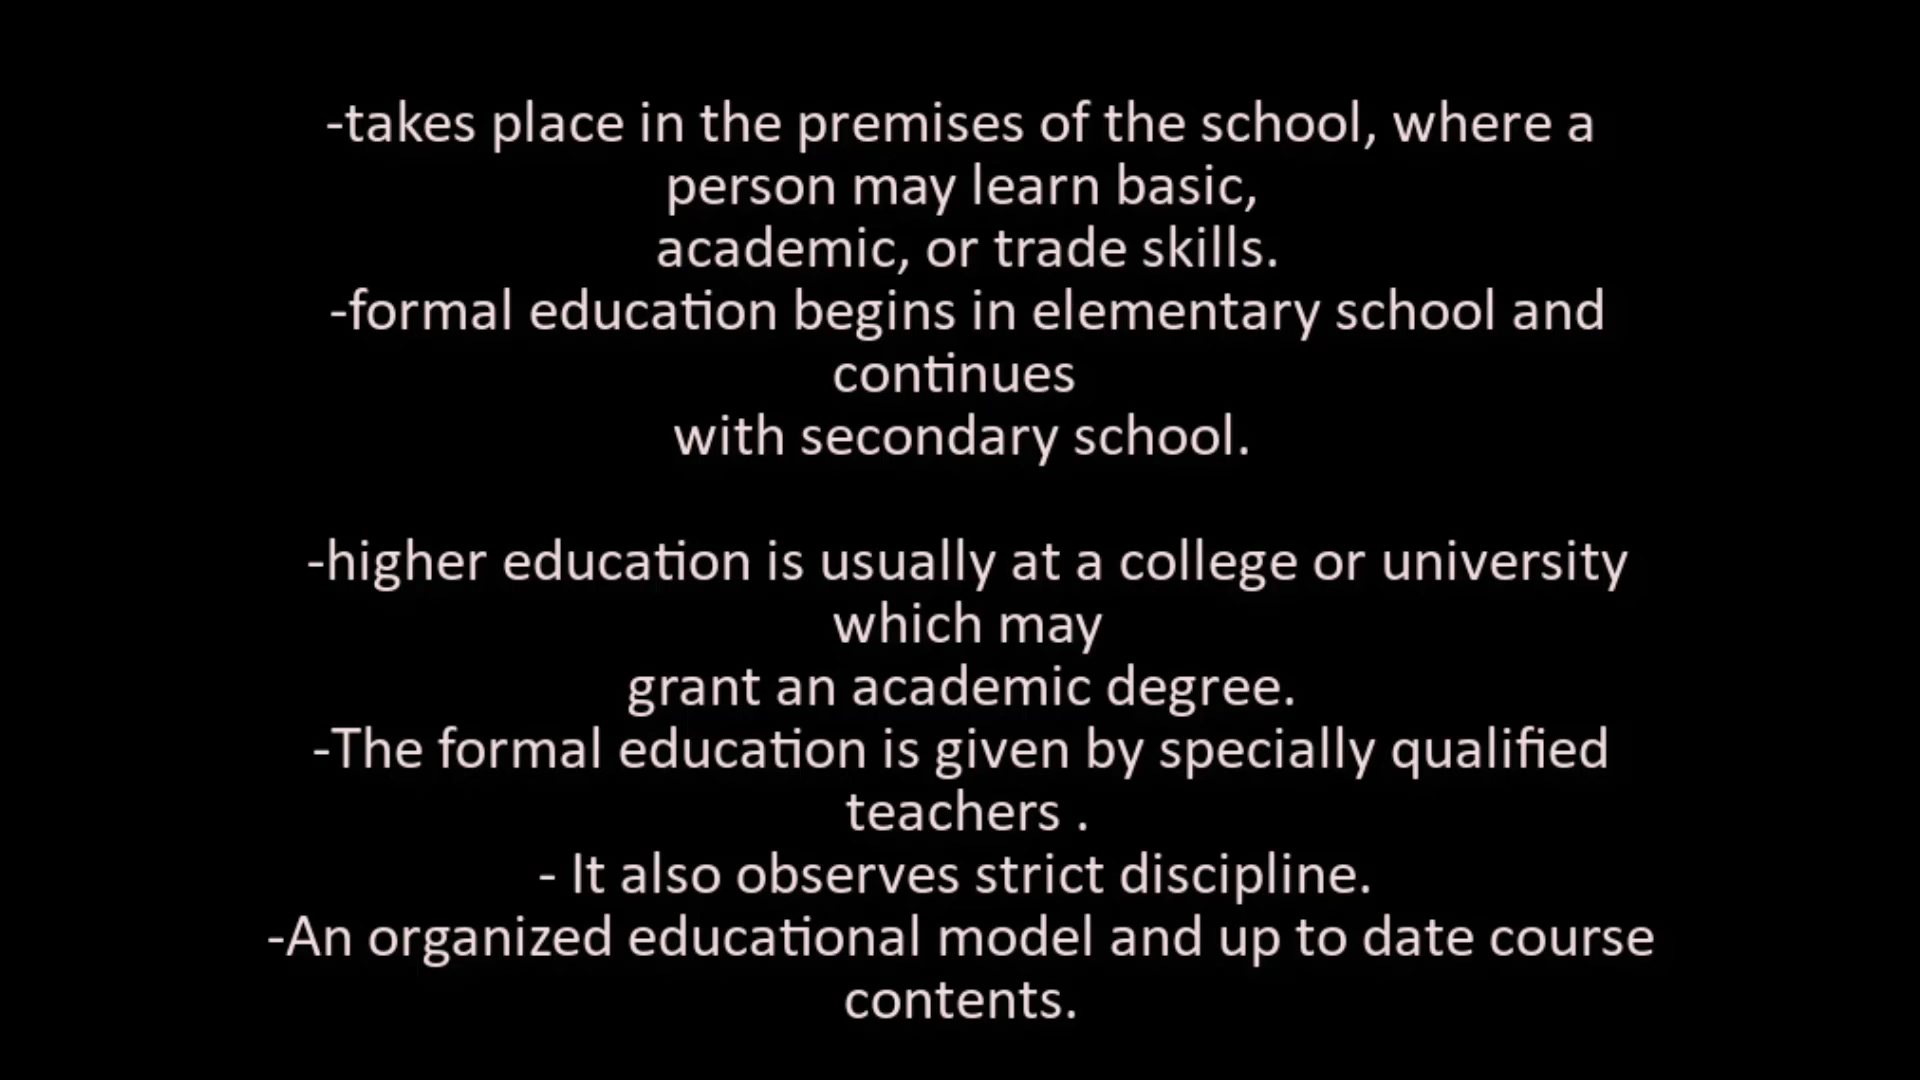 -takes place in the premises of the school, where a
person may learn basic,
academic, or trade skills.
-formal education begins in elementary school and
continues
with secondary school.
-higher education is usually at a college or university
which may
grant an academic degree.
-The formal education is given by specially qualified
teachers .
- It also observes strict discipline.
-An organized educational model and up to date course
contents.